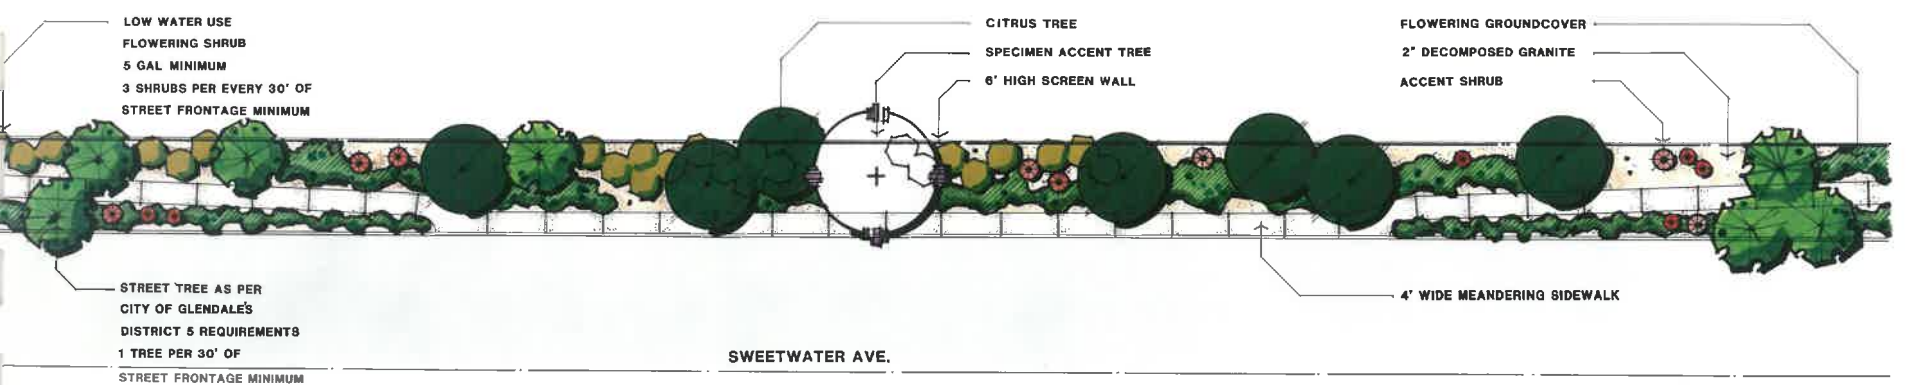 LOW WATER USE
FLOWERING SHRUB
5 GAL MINIMUM
3 SHRUBS PER EVERY 30' OF
STREET FRONTAGE MINIMUM
CITRUS TREE
SPECIMEN ACCENT TREE
6' HIGH SCREEN WALL
FLOWERING GROUNDCOVER
2" DECOMPOSED GRANITE
ACCENT SHRUB
STREET TREE AS PER
CITY OF GLENDALE'S
DISTRICT 5 REQUIREMENTS
1 TREE PER 30' OF
STREET FRONTAGE MINIMUM
4' WIDE MEANDERING SIDEWALK
SWEETWATER AVE.